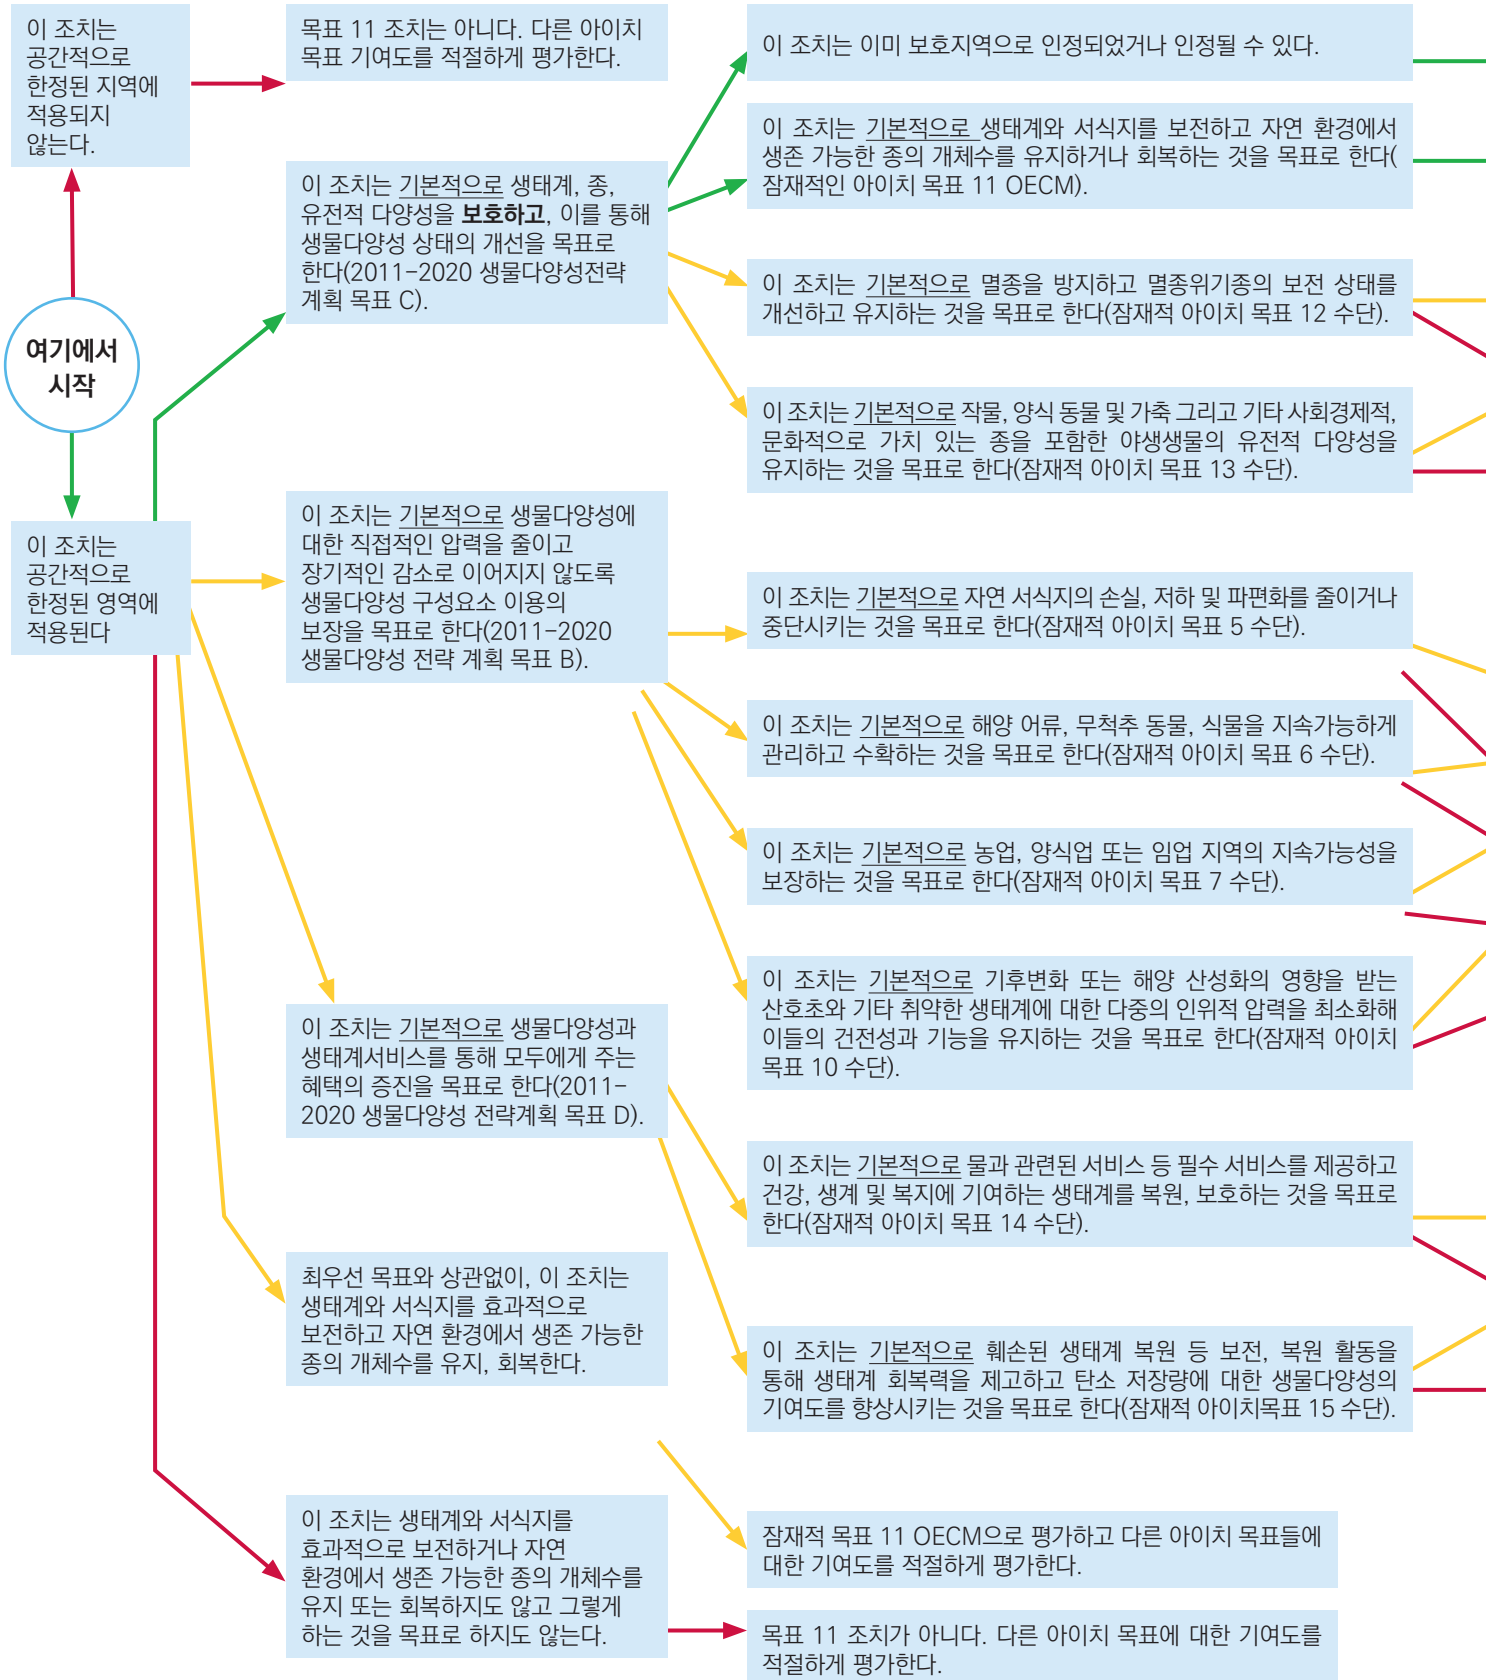 이 조치는
공간적으로
한정된 지역에
적용되지
않는다.
여기에서
시작
이 조치는
공간적으로
한정된 영역에
적용된다
목표 11 조치는 아니다. 다른 아이치
목표 기여도를 적절하게 평가한다.
이 조치는 기본적으로 생태계, 종,
유전적 다양성을 보호하고, 이를 통해
생물다양성 상태의 개선을 목표로
한다(2011-2020 생물다양성전략
계획 목표 C).
이 조치는 기본적으로 생물다양성에
대한 직접적인 압력을 줄이고
장기적인 감소로 이어지지 않도록
생물다양성 구성요소 이용의
보장을 목표로 한다(2011-2020
생물다양성 전략 계획 목표 B).
이 조치는 기본적으로 생물다양성과
생태계서비스를 통해 모두에게 주는
혜택의 증진을 목표로 한다(2011-
2020 생물다양성 전략계획 목표 D).
최우선 목표와 상관없이, 이 조치는
생태계와 서식지를 효과적으로
보전하고 자연 환경에서 생존 가능한
종의 개체수를 유지, 회복한다.
이 조치는 생태계와 서식지를
효과적으로 보전하거나 자연
환경에서 생존 가능한 종의 개체수를
유지 또는 회복하지도 않고 그렇게
하는 것을 목표로 하지도 않는다.
이 조치는 이미 보호지역으로 인정되었거나 인정될 수 있다.
이 조치는 기본적으로 생태계와 서식지를 보전하고 자연 환경에서
생존 가능한 종의 개체수를 유지하거나 회복하는 것을 목표로 한다(
잠재적인 아이치 목표 11 OECM).
이 조치는 기본적으로 멸종을 방지하고 멸종위기종의 보전 상태를
개선하고 유지하는 것을 목표로 한다(잠재적 아이치 목표 12 수단).
이 조치는 기본적으로 작물, 양식 동물 및 가축 그리고 기타 사회경제적,
문화적으로 가치 있는 종을 포함한 야생생물의 유전적 다양성을
유지하는 것을 목표로 한다(잠재적 아이치 목표 13 수단).
이 조치는 기본적으로 자연 서식지의 손실, 저하 및 파편화를 줄이거나
중단시키는 것을 목표로 한다(잠재적 아이치 목표 5 수단).
이 조치는 기본적으로 해양 어류, 무척추 동물, 식물을 지속가능하게
관리하고 수확하는 것을 목표로 한다(잠재적 아이치 목표 6 수단).
이 조치는 기본적으로 농업, 양식업 또는 임업 지역의 지속가능성을
보장하는 것을 목표로 한다(잠재적 아이치 목표 7 수단).
이 조치는 기본적으로 기후변화 또는 해양 산성화의 영향을 받는
산호초와 기타 취약한 생태계에 대한 다중의 인위적 압력을 최소화해
이들의 건전성과 기능을 유지하는 것을 목표로 한다(잠재적 아이치
목표 10 수단).
이 조치는 기본적으로 물과 관련된 서비스 등 필수 서비스를 제공하고
건강, 생계 및 복지에 기여하는 생태계를 복원, 보호하는 것을 목표로
한다(잠재적 아이치 목표 14 수단).
이 조치는 기본적으로 훼손된 생태계 복원 등 보전, 복원 활동을
통해 생태계 회복력을 제고하고 탄소 저장량에 대한 생물다양성의
기여도를 향상시키는 것을 목표로 한다(잠재적 아이치목표 15 수단).
잠재적 목표 11 OECM으로 평가하고 다른 아이치 목표들에
대한 기여도를 적절하게 평가한다.
목표 11 조치가 아니다. 다른 아이치 목표에 대한 기여도를
적절하게 평가한다.